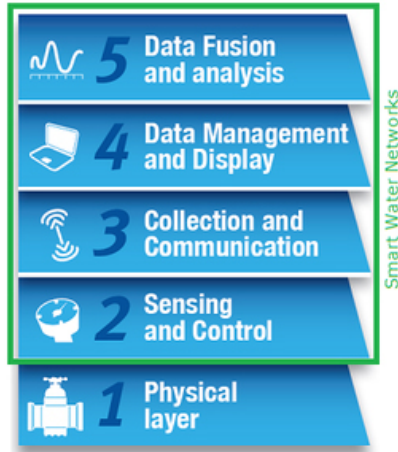 5 Data Fusion
and analysis
4 Data Management
and Display
3 Collection and
Communication
2 Sensing
and Control
1 Physical
layer
Smart Water Networks